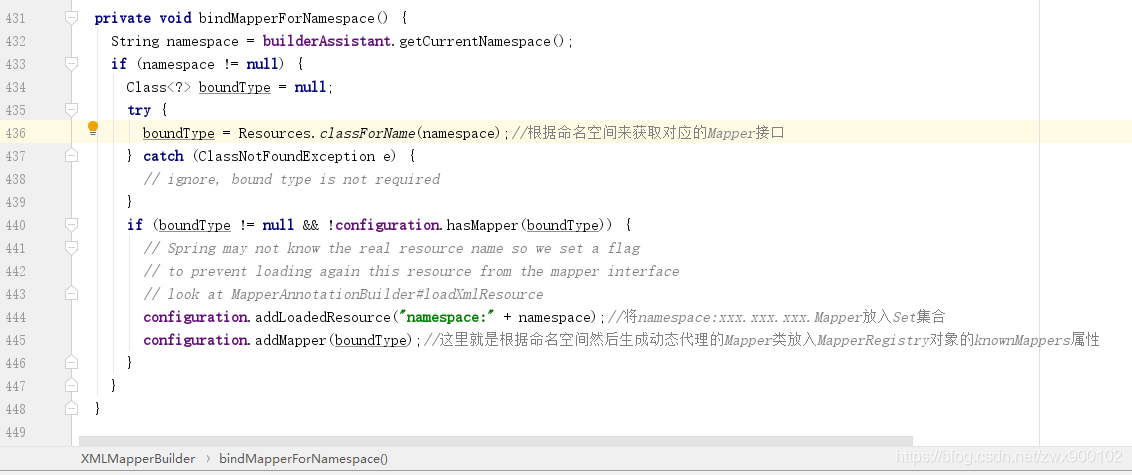 431 private void bindMapperForNamespace() {
432 String namespace = builderAssistant.getCurrentNamespace();
433 if (namespace != null) {
434 Class<?> boundType = null;
435 try {
436 boundType = Resources.classForName(namespace);//根据命名空间来获取对应的Mapper接口
437 } catch (ClassNotFoundException e) {
438 // ignore, bound type is not required
439 }
440 if (boundType != null && !configuration.hasMapper(boundType)) {
441 // Spring may not know the real resource name so we set a flag
442 // to prevent loading again this resource from the mapper interface
443 // look at MapperAnnotationBuilder#loadXmlResource
444 configuration.addLoadedResource("namespace:" + namespace);//将namespace:xxx.xxx.xxx.Mapper放入Set集合
445 configuration.addMapper(boundType);//这里就是根据命名空间然后生成动态代理的Mapper类放入MapperRegistry对象的knownMappers属性
446 }
447 }
448 }
449
XMLMapperBuilder › bindMapperForNamespace()
https://blog.csdn.net/zwx900102